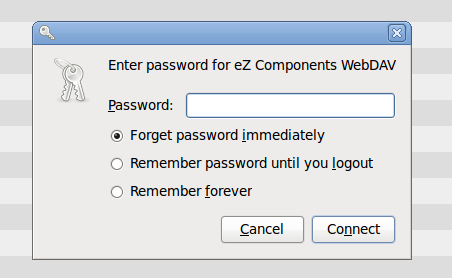 Enter password for eZ Components WebDAV
Password:
Forget password immediately
Remember password until you logout
Remember forever
Cancel
Connect